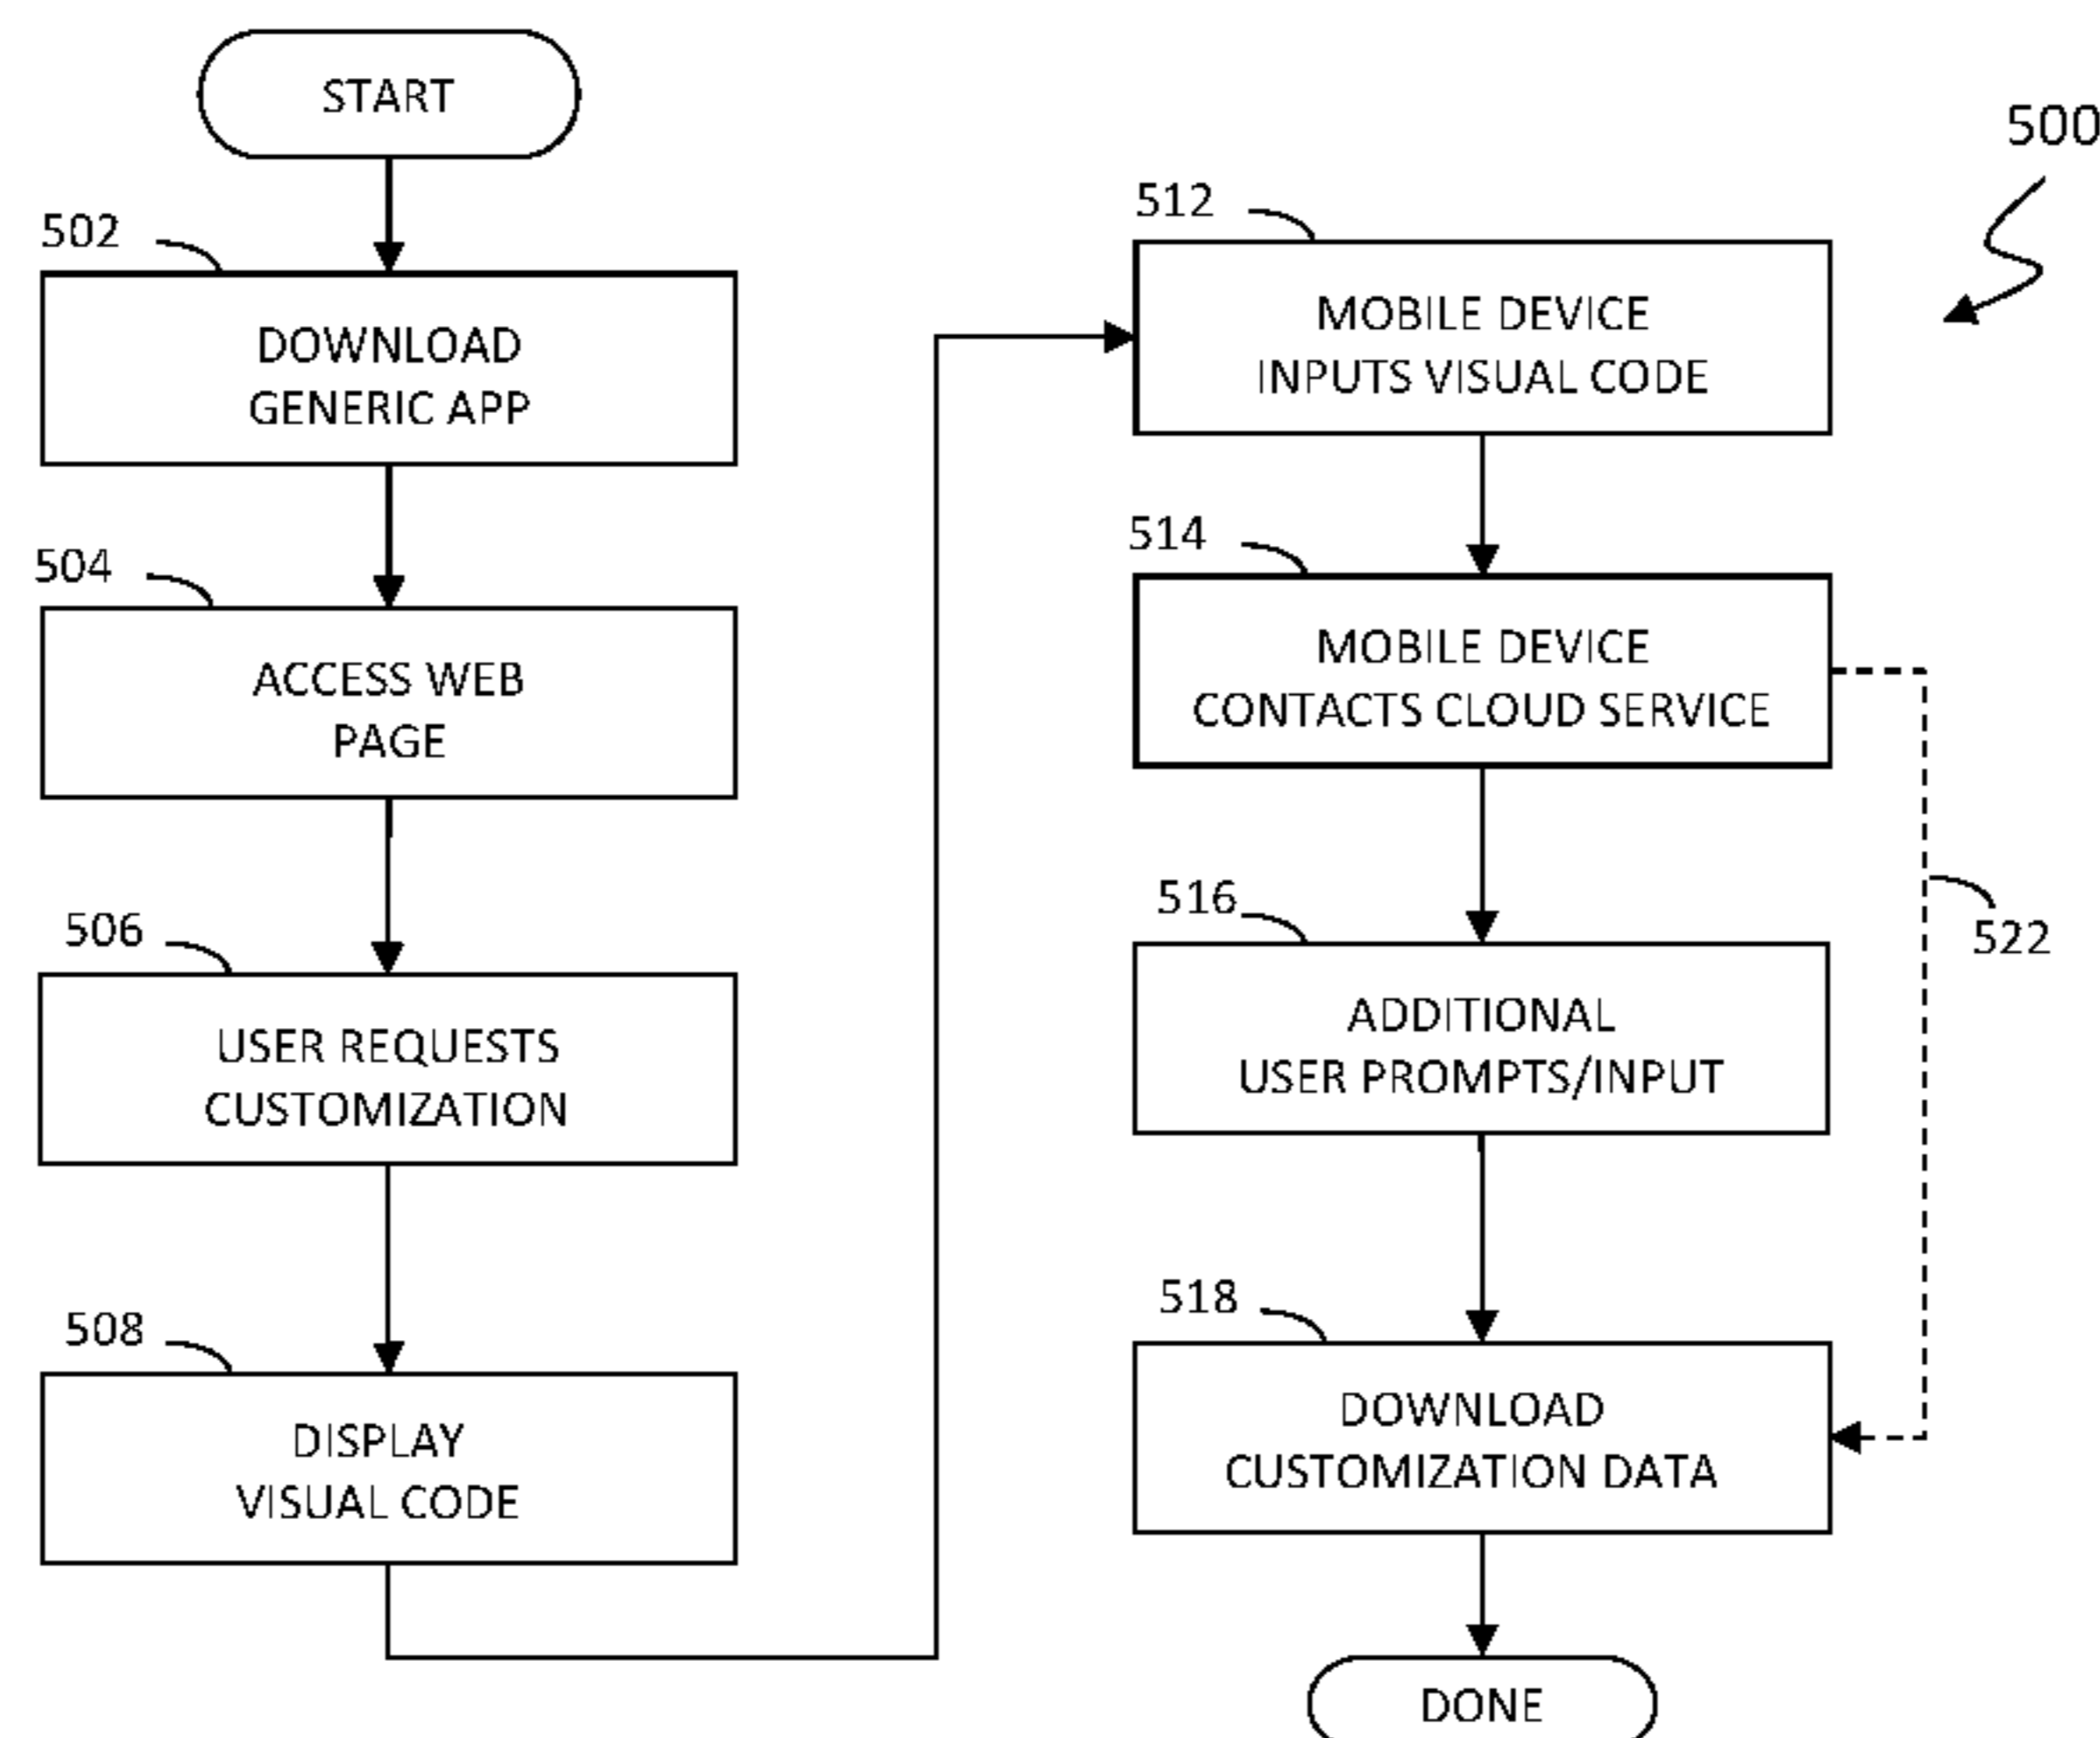 START
502
DOWNLOAD
GENERIC APP
504
ACCESS WEB
PAGE
506
USER REQUESTS
CUSTOMIZATION
508
DISPLAY
VISUAL CODE
500
512
MOBILE DEVICE
INPUTS VISUAL CODE
514
MOBILE DEVICE
CONTACTS CLOUD SERVICE
516
ADDITIONAL
USER PROMPTS/INPUT
522
518
DOWNLOAD
CUSTOMIZATION DATA
DONE